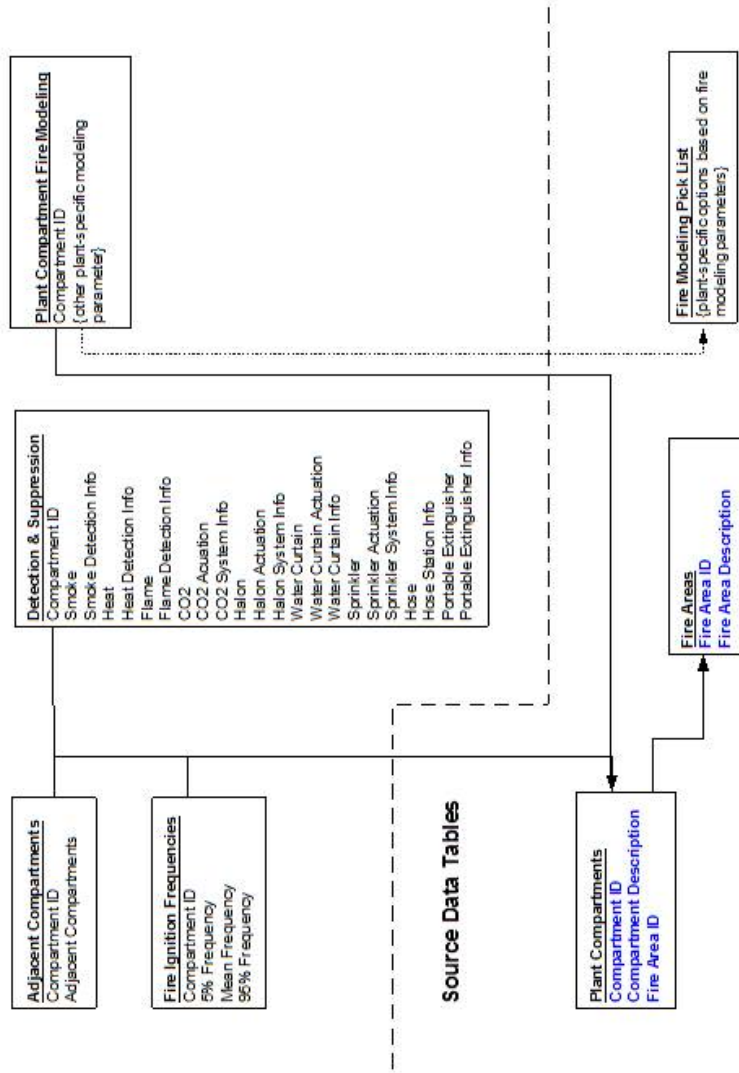 Adjacent Compartments
Compartment ID
Adjacent Compartments
Fire Ignition Frequencies
Compartment ID
5% Frequency
Mean Frequency
95% Frequency
Detection & Suppression
Compartment ID
Smoke
Smoke Detection Info
Heat
Heat Detection Info
Flame
Flame Detection Info
CO2
CO2 Acuation
CO2 System Info
Halon
Halon Actuation
Halon System Info
Water Curtain
Water Curtain Actuation
Water Curtain Info
Sprinkler
Sprinkler Actuation
Sprinkler System Info
Hose
Hose Station Info
Portable Extinguisher
Portable Extinguisher Info
Plant Compartment Fire Modeling
Compartment ID
{other plant-specific modeling
parameter}
Source Data Tables
Plant Compartments
Compartment ID
Compartment Description
Fire Area ID
Fire Areas
Fire Area ID
Fire Area Description
Fire Modeling Pick List
{plant-specific options based on fire
modeling parameters}